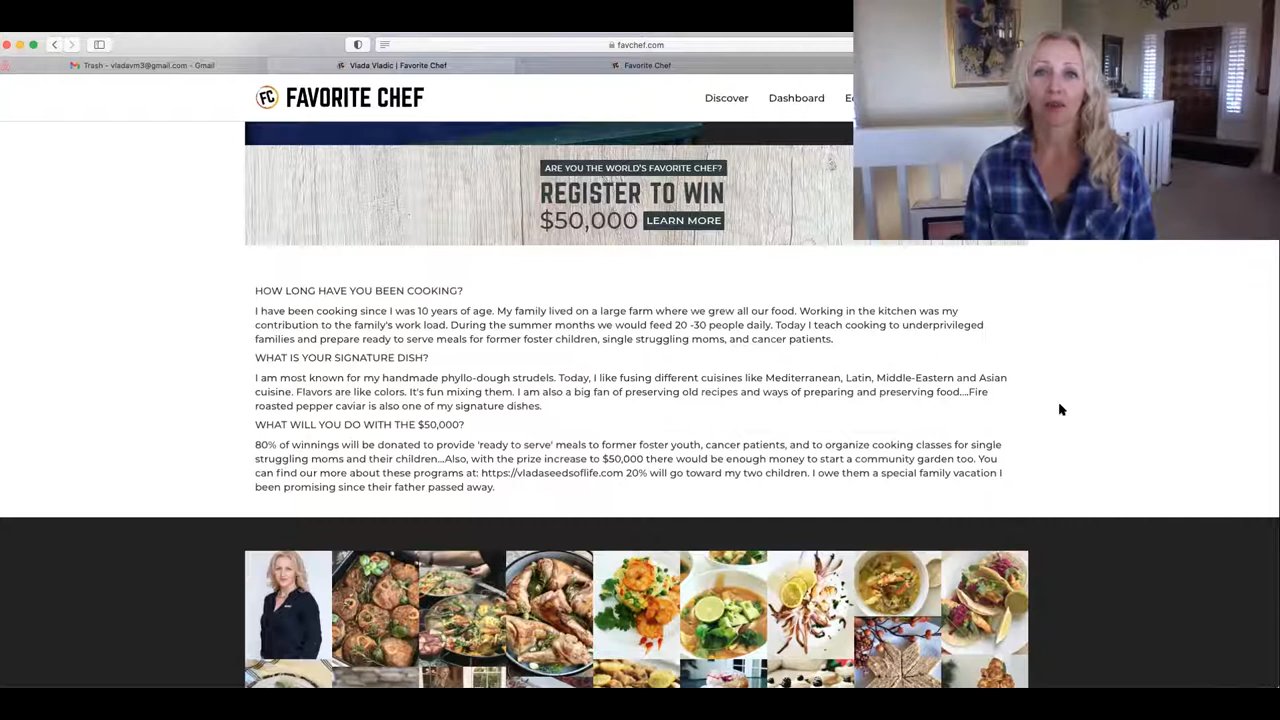 favchef.com
Trash - vladavm3@gmail.com - Gmail
Vlada Vladic | Favorite Chef
Favorite Chef
FC FAVORITE CHEF
Discover
Dashboard
ARE YOU THE WORLD'S FAVORITE CHEF?
REGISTER TO WIN
$50,000 LEARN MORE
HOW LONG HAVE YOU BEEN COOKING?
I have been cooking since I was 10 years of age. My family lived on a large farm where we grew all our food. Working in the kitchen was my
contribution to the family's work load. During the summer months we would feed 20 -30 people daily. Today I teach cooking to underprivileged
families and prepare ready to serve meals for former foster children, single struggling moms, and cancer patients.
WHAT IS YOUR SIGNATURE DISH?
I am most known for my handmade phyllo-dough strudels. Today, I like fusing different cuisines like Mediterranean, Latin, Middle-Eastern and Asian
cuisine. Flavors are like colors. It's fun mixing them. I am also a big fan of preserving old recipes and ways of preparing and preserving food....Fire
roasted pepper caviar is also one of my signature dishes.
WHAT WILL YOU DO WITH THE $50,000?
80% of winnings will be donated to provide 'ready to serve' meals to former foster youth, cancer patients, and to organize cooking classes for single
struggling moms and their children....Also, with the prize increase to $50,000 there would be enough money to start a community garden too. You
can find our more about these programs at: https://vladaseedsoflife.com 20% will go toward my two children. I owe them a special family vacation I
been promising since their father passed away.